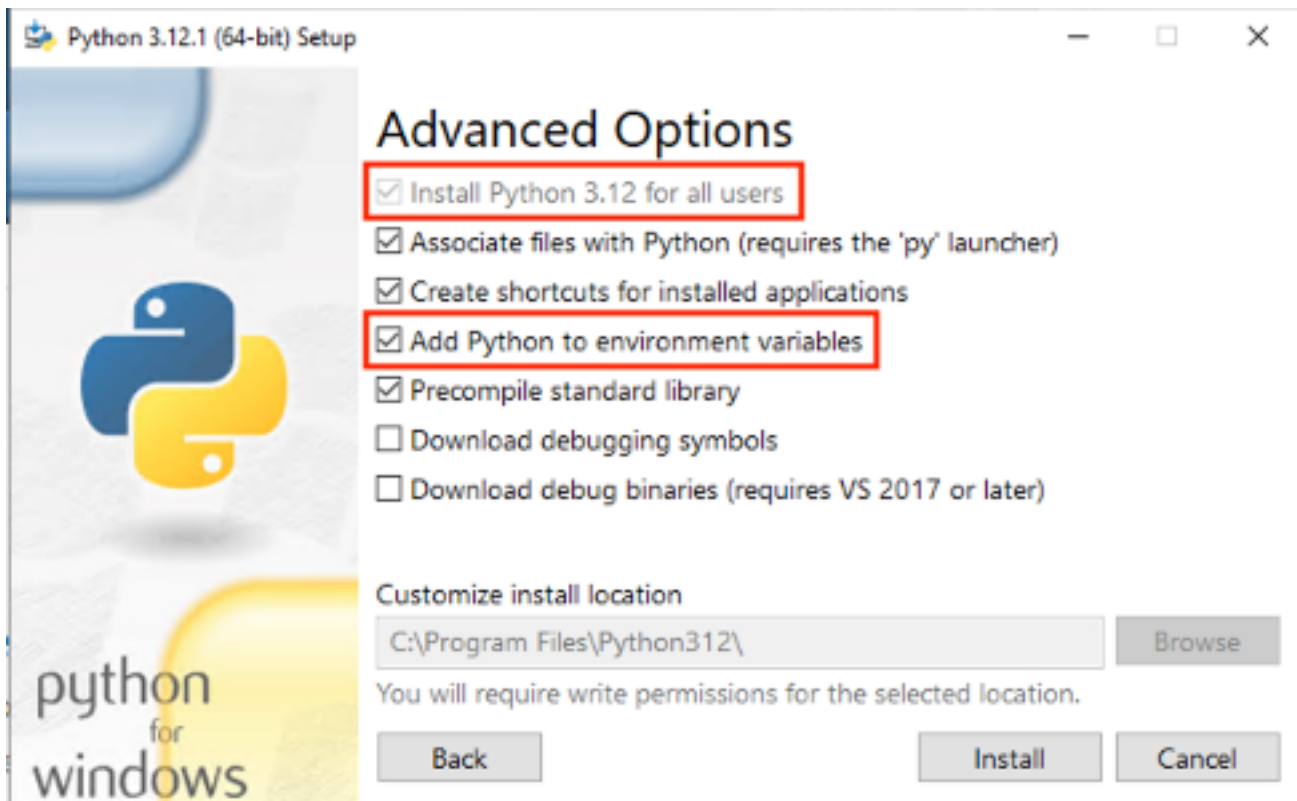 Python 3.12.1 (64-bit) Setup
Advanced Options
Install Python 3.12 for all users
Associate files with Python (requires the 'py' launcher)
Create shortcuts for installed applications
Add Python to environment variables
Precompile standard library
Download debugging symbols
Download debug binaries (requires VS 2017 or later)
Customize install location
C:\Program Files\Python312\
Browse
You will require write permissions for the selected location.
python
for
windows
Back
Install
Cancel